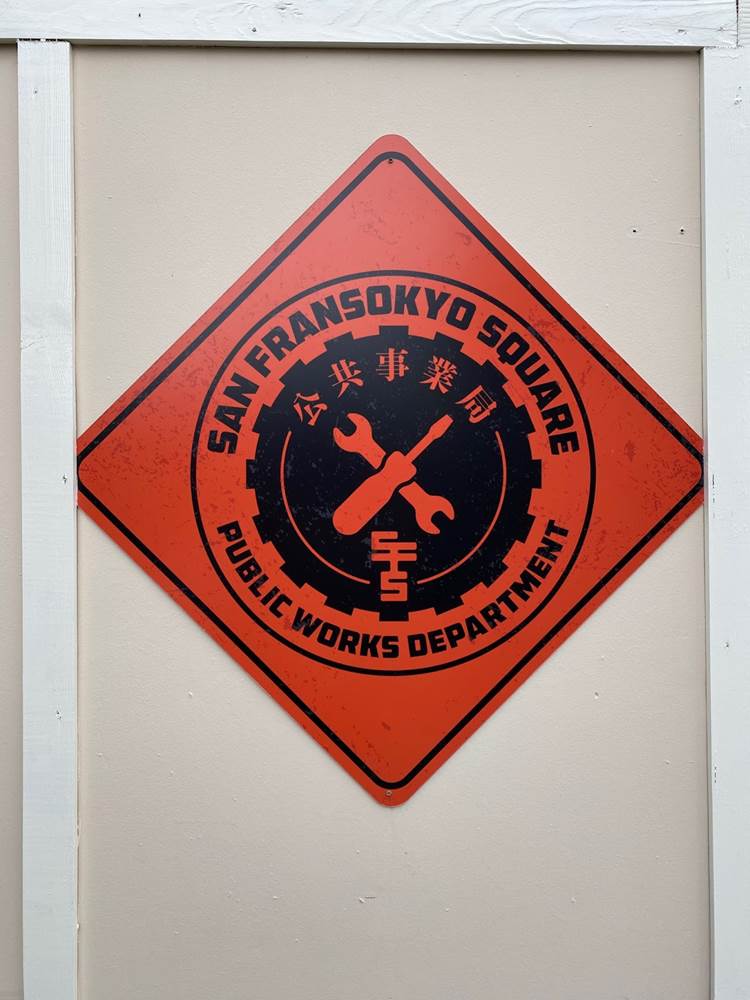 SAN FRANSOKYO SQUARE
公共事業局
SFS
PUBLIC WORKS DEPARTMENT